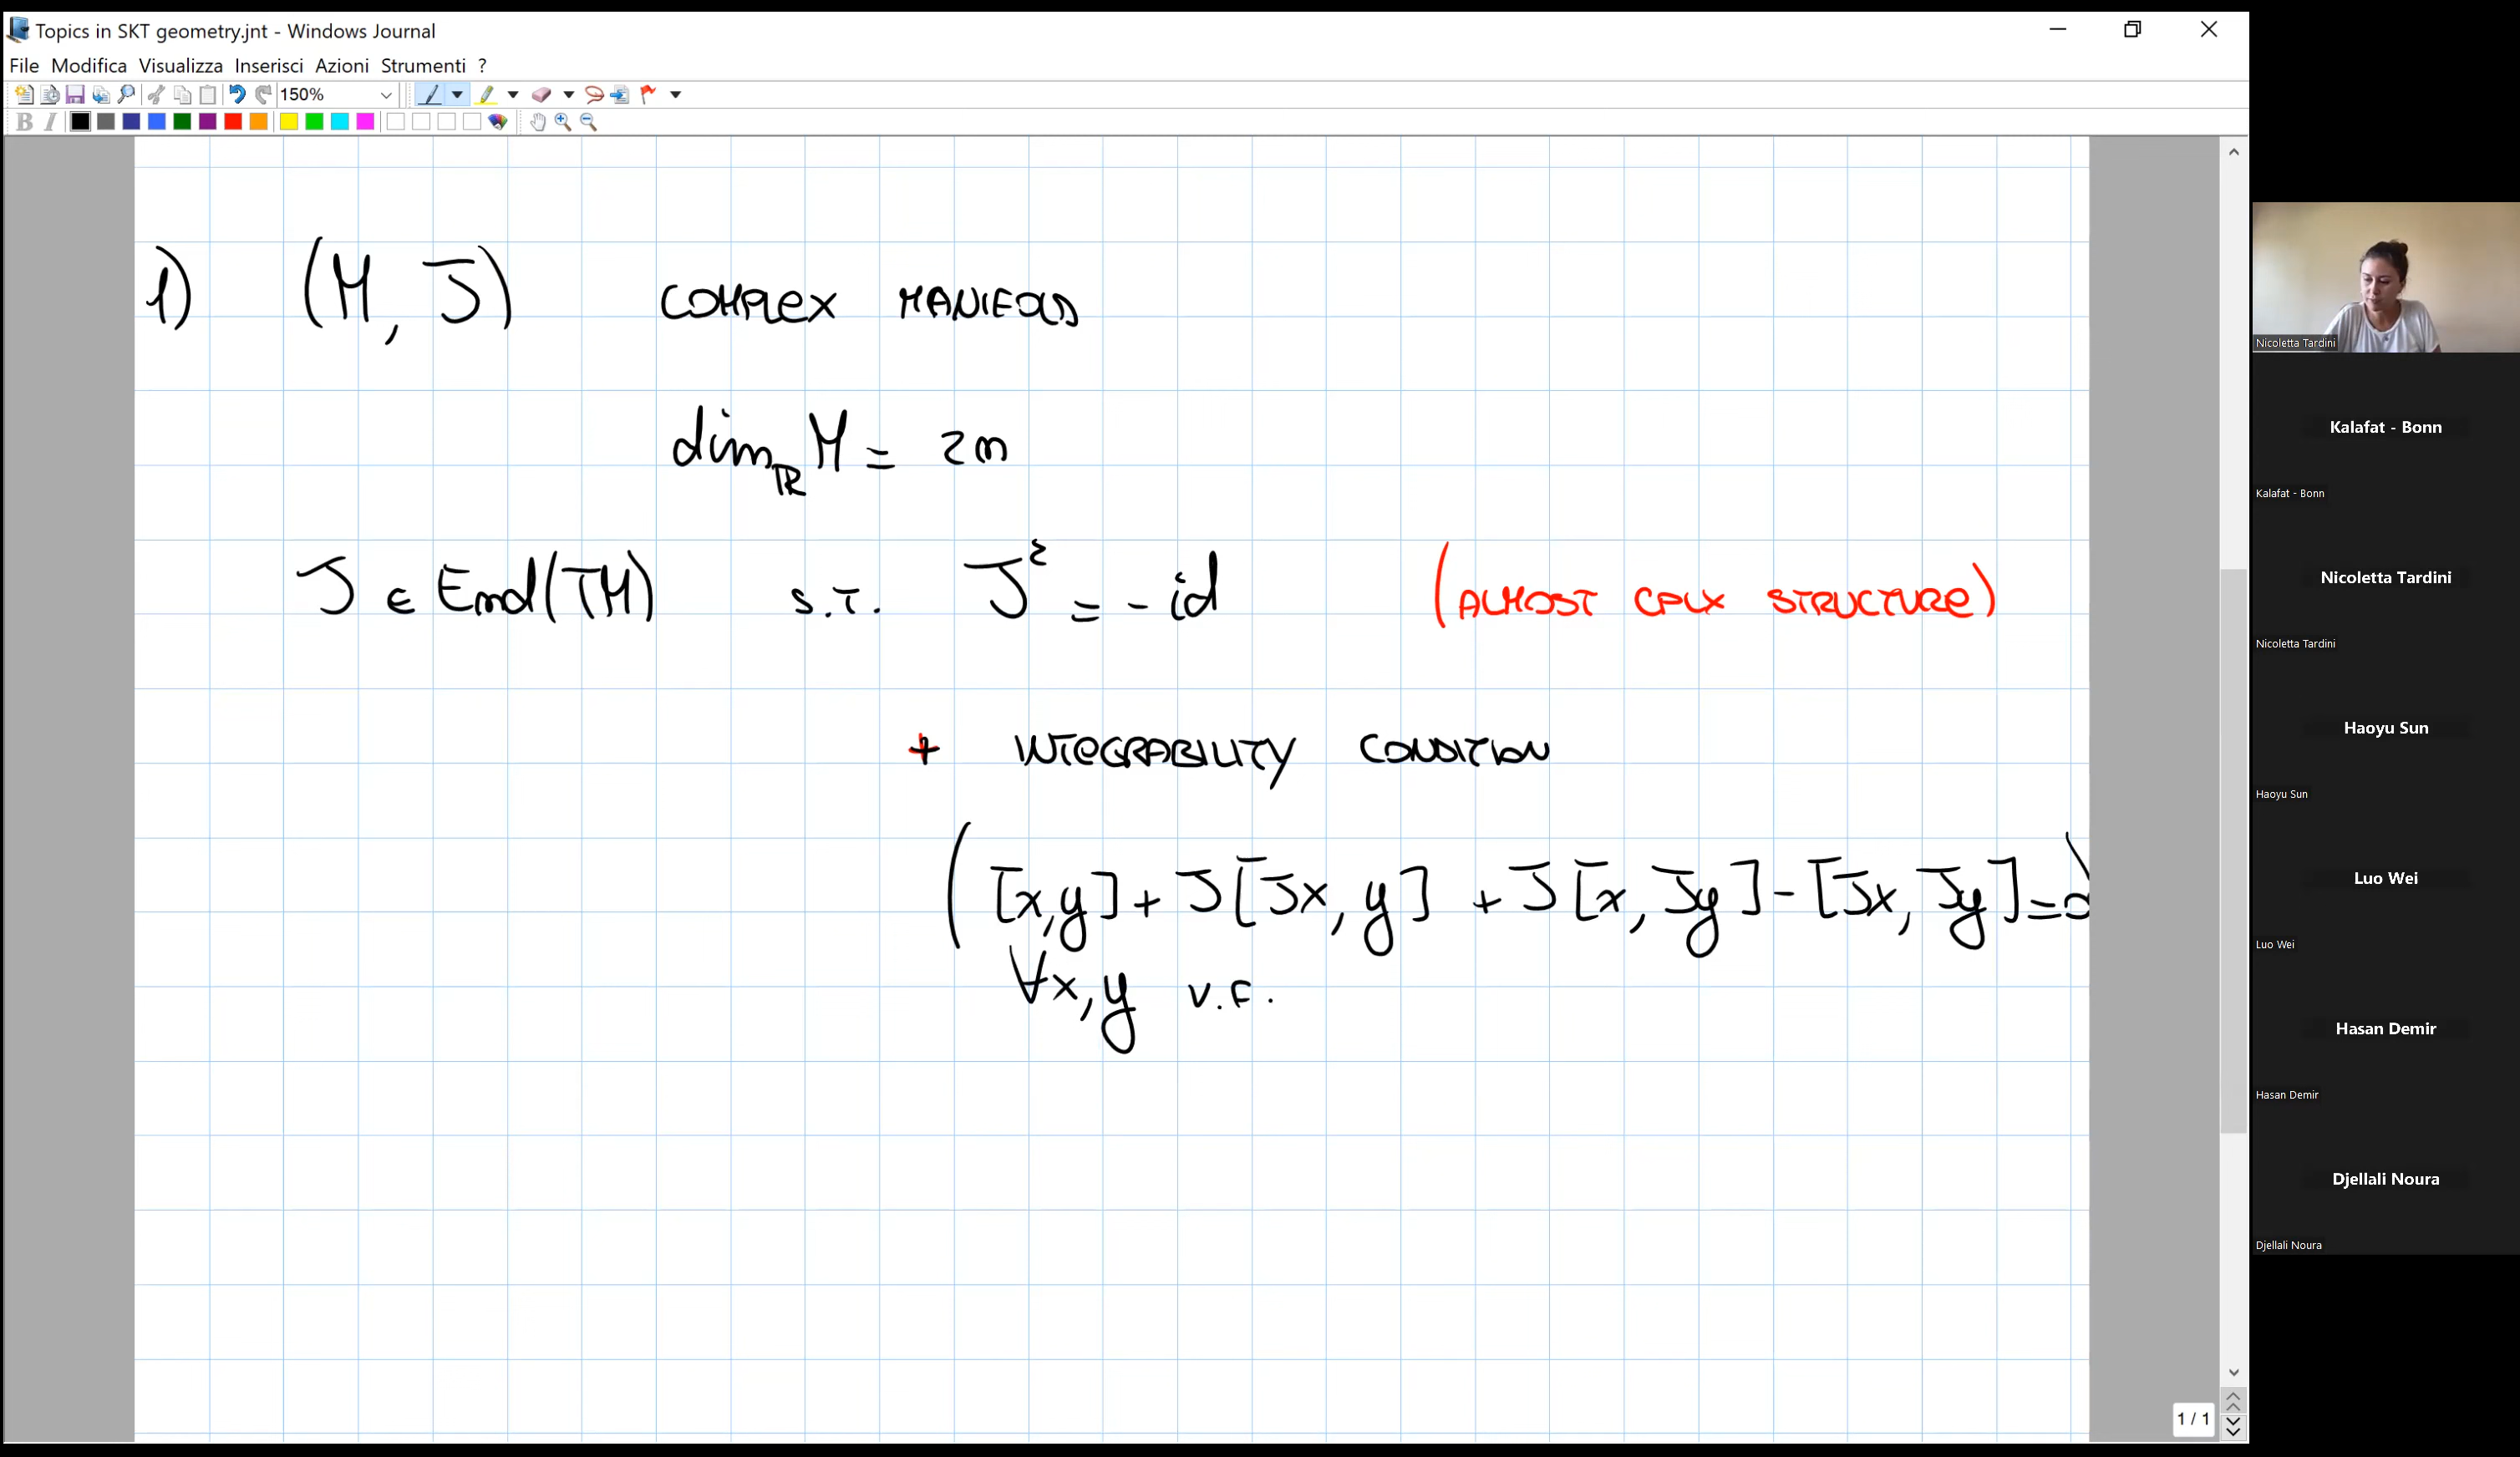 Topics in SKT geometry.jnt - Windows Journal
File Modifica Visualizza Inserisci Azioni Strumenti ?
150%
B I
1) (M, J) COMPLEX MANIFOLD
dim_ℝ M = 2n
J ∈ End(TM) s.t. J² = - id (ALMOST CPLX STRUCTURE)
+ INTEGRABILITY CONDITION
([x,y] + J[Jx, y] + J[x, Jy] - [Jx, Jy] = 0)
∀x, y v.f.
1 / 1
Nicoletta Tardini
Kalafat - Bonn
Kalafat - Bonn
Nicoletta Tardini
Nicoletta Tardini
Haoyu Sun
Haoyu Sun
Luo Wei
Luo Wei
Hasan Demir
Hasan Demir
Djellali Noura
Djellali Noura